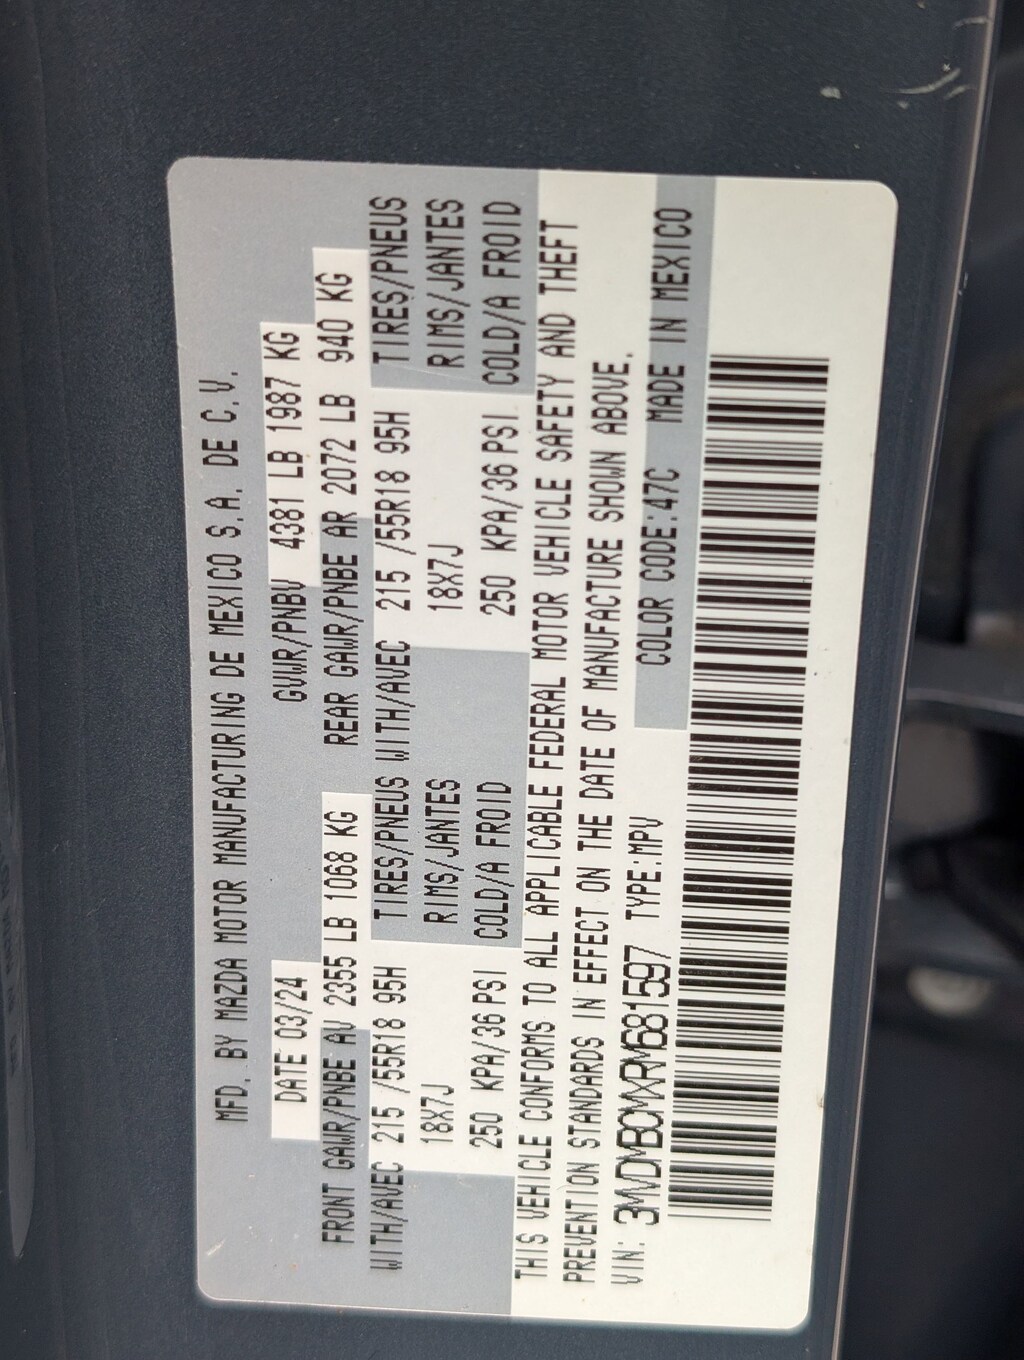 MFD. BY MAZDA MOTOR MANUFACTURING DE MEXICO S.A. DE C.V.
DATE 03/24 GVWR/PNBV 4381 LB 1987 KG
FRONT GAWR/PNBE AV 2355 LB 1068 KG REAR GAWR/PNBE AR 2072 LB 940 KG
WITH/AVEC 215 /55R18 95H TIRES/PNEUS WITH/AVEC 215 /55R18 95H TIRES/PNEUS
18X7J RIMS/JANTES 18X7J RIMS/JANTES
250 KPA/36 PSI COLD/A FROID 250 KPA/36 PSI. COLD/A FROID
THIS VEHICLE CONFORMS TO ALL APPLICABLE FEDERAL MOTOR VEHICLE SAFETY AND THEFT
PREVENTION STANDARDS IN EFFECT ON THE DATE OF MANUFACTURE SHOWN ABOVE.
VIN: 3MVDMBCMXRM681597 TYPE:MPV COLOR CODE:47C MADE IN MEXICO